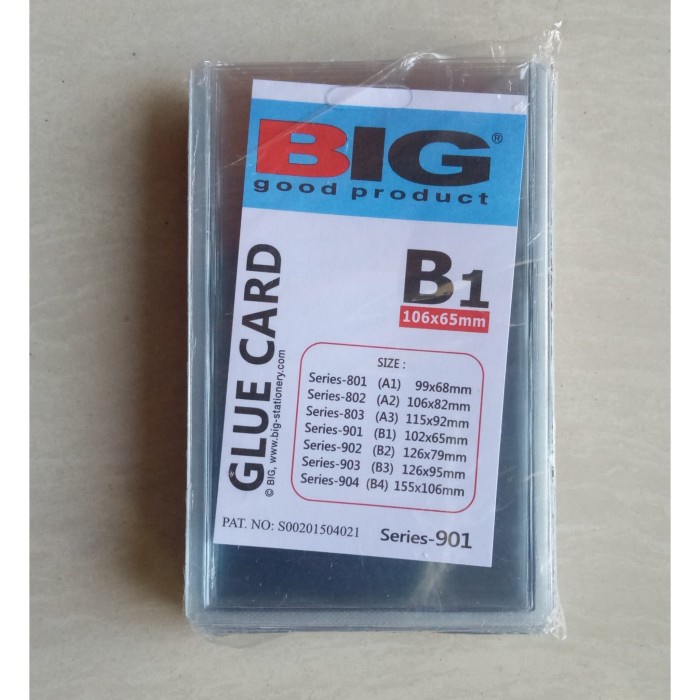 BIG®
good product
B1
106x65mm
GLUE CARD
© BIG, www.big-stationery.com
SIZE :
Series-801 (A1) 99x68mm
Series-802 (A2) 106x82mm
Series-803 (A3) 115x92mm
Series-901 (B1) 102x65mm
Series-902 (B2) 126x79mm
Series-903 (B3) 126x95mm
Series-904 (B4) 155x106mm
PAT. NO: S00201504021
Series-901